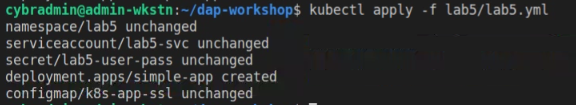 cybradmin@admin-wkstn:~/dap-workshop$ kubectl apply -f lab5/lab5.yml
namespace/lab5 unchanged
serviceaccount/lab5-svc unchanged
secret/lab5-user-pass unchanged
deployment.apps/simple-app created
configmap/k8s-app-ssl unchanged